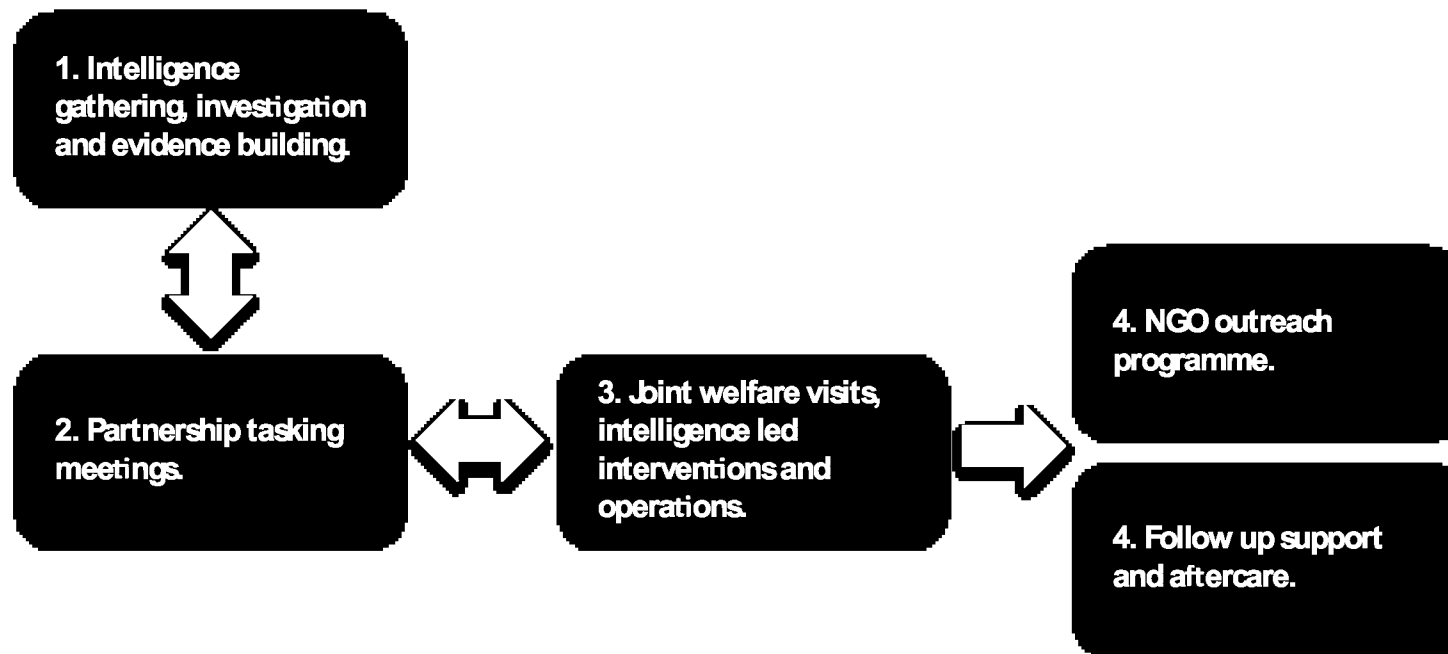 1. Intelligence
gathering, investigation
and evidence building.
2. Partnership tasking
meetings.
3. Joint welfare visits,
intelligence led
interventions and
operations.
4. NGO outreach
programme.
4. Follow up support
and aftercare.